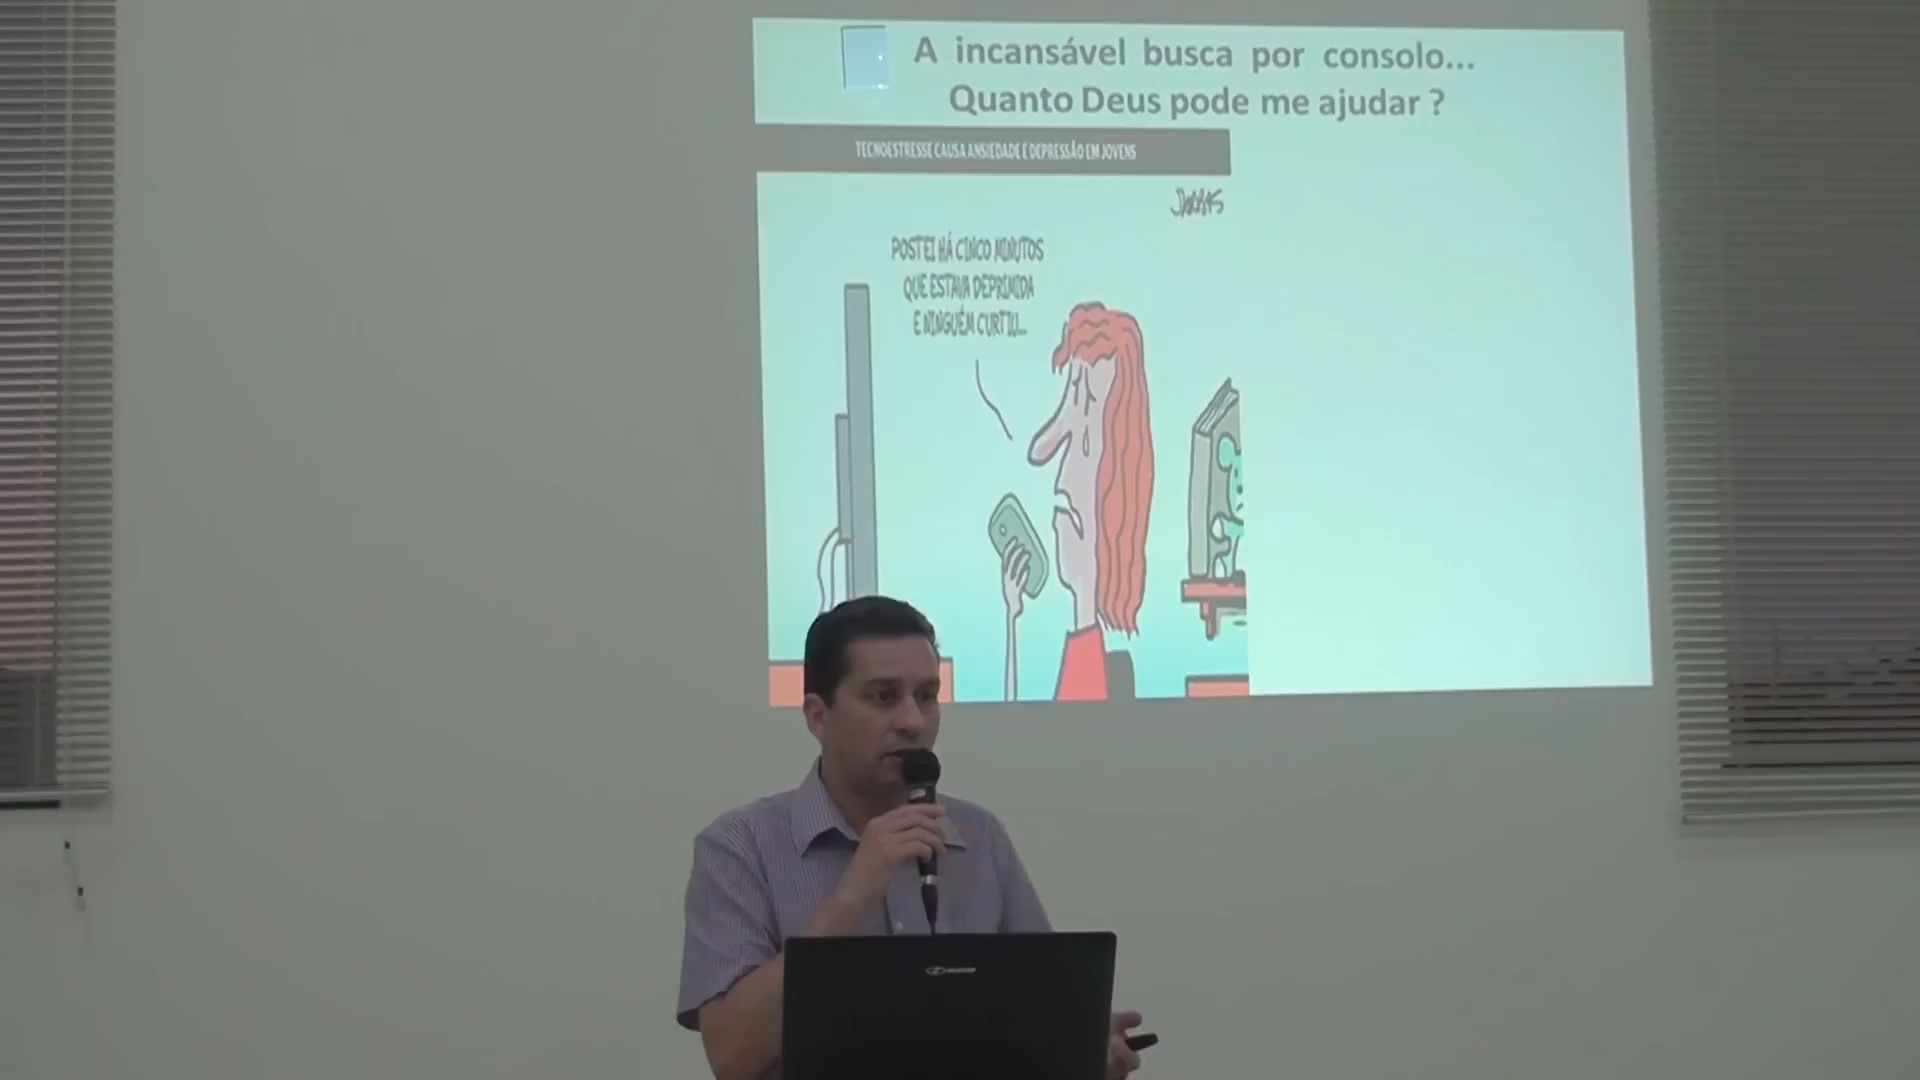 A incansável busca por consolo...
Quanto Deus pode me ajudar ?
TECNOESTRESSE CAUSA ANSIEDADE E DEPRESSÃO EM JOVENS
POSTEI HÁ CINCO MINUTOS
QUE ESTAVA DEPRIMIDA
E NINGUÉM CURTIU...